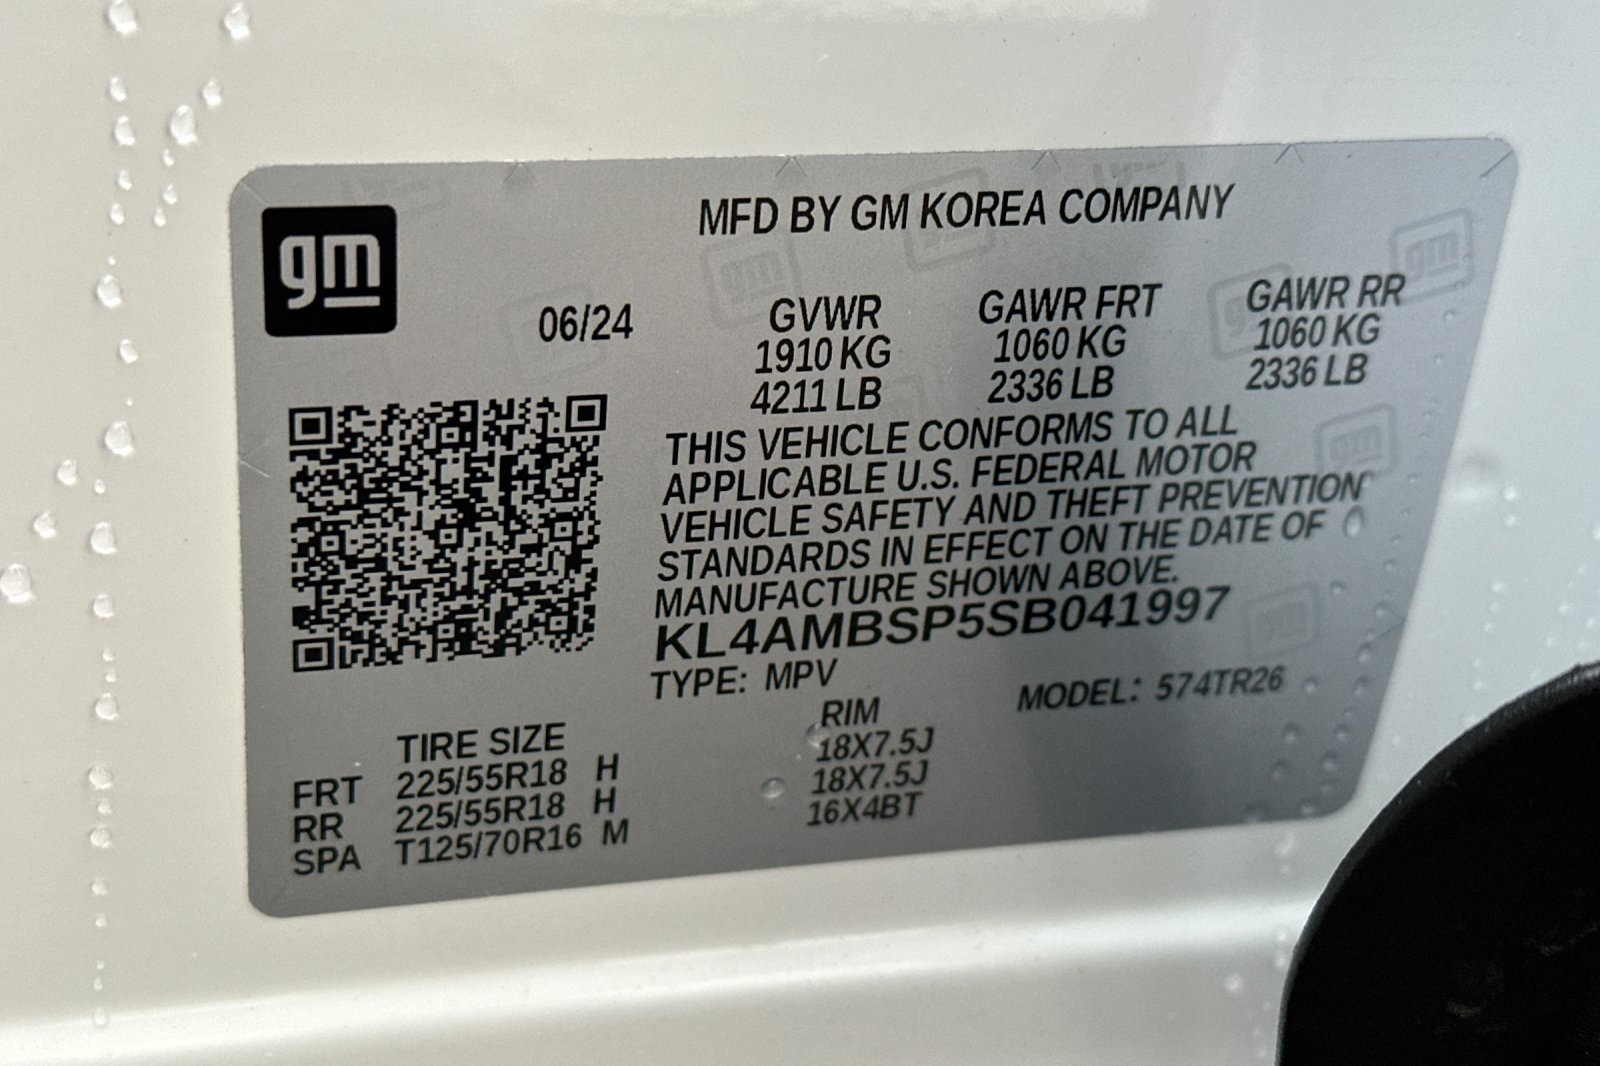 gm
MFD BY GM KOREA COMPANY
06/24
GVWR GAWR FRT GAWR RR
1910 KG 1060 KG 1060 KG
4211 LB 2336 LB 2336 LB
THIS VEHICLE CONFORMS TO ALL
APPLICABLE U.S. FEDERAL MOTOR
VEHICLE SAFETY AND THEFT PREVENTION
STANDARDS IN EFFECT ON THE DATE OF
MANUFACTURE SHOWN ABOVE.
KL4AMBSP5SB041997
TYPE: MPV MODEL: 574TR26
TIRE SIZE RIM
FRT 225/55R18 H 18X7.5J
RR 225/55R18 H 18X7.5J
SPA T125/70R16 M 16X4BT